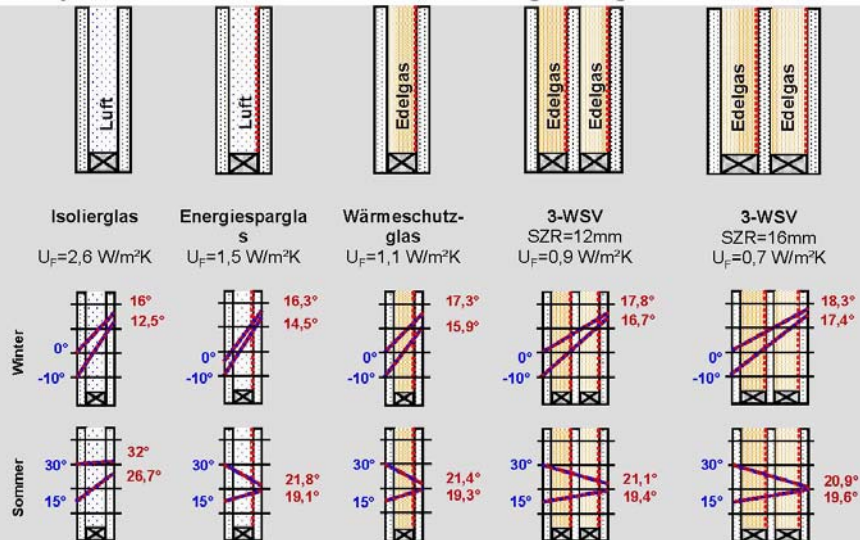 Luft
Luft
Edelgas
Edelgas
Edelgas
Edelgas
Edelgas
Isolierglas
U_F=2,6 W/m²K
Energiespargla
s
U_F=1,5 W/m²K
Wärmeschutz-
glas
U_F=1,1 W/m²K
3-WSV
SZR=12mm
U_F=0,9 W/m²K
3-WSV
SZR=16mm
U_F=0,7 W/m²K
Winter
16°
12,5°
0°
-10°
16,3°
14,5°
0°
-10°
17,3°
15,9°
0°
-10°
17,8°
16,7°
0°
-10°
18,3°
17,4°
0°
-10°
Sommer
32°
26,7°
30°
15°
21,8°
19,1°
30°
15°
21,4°
19,3°
30°
15°
21,1°
19,4°
30°
15°
20,9°
19,6°
30°
15°